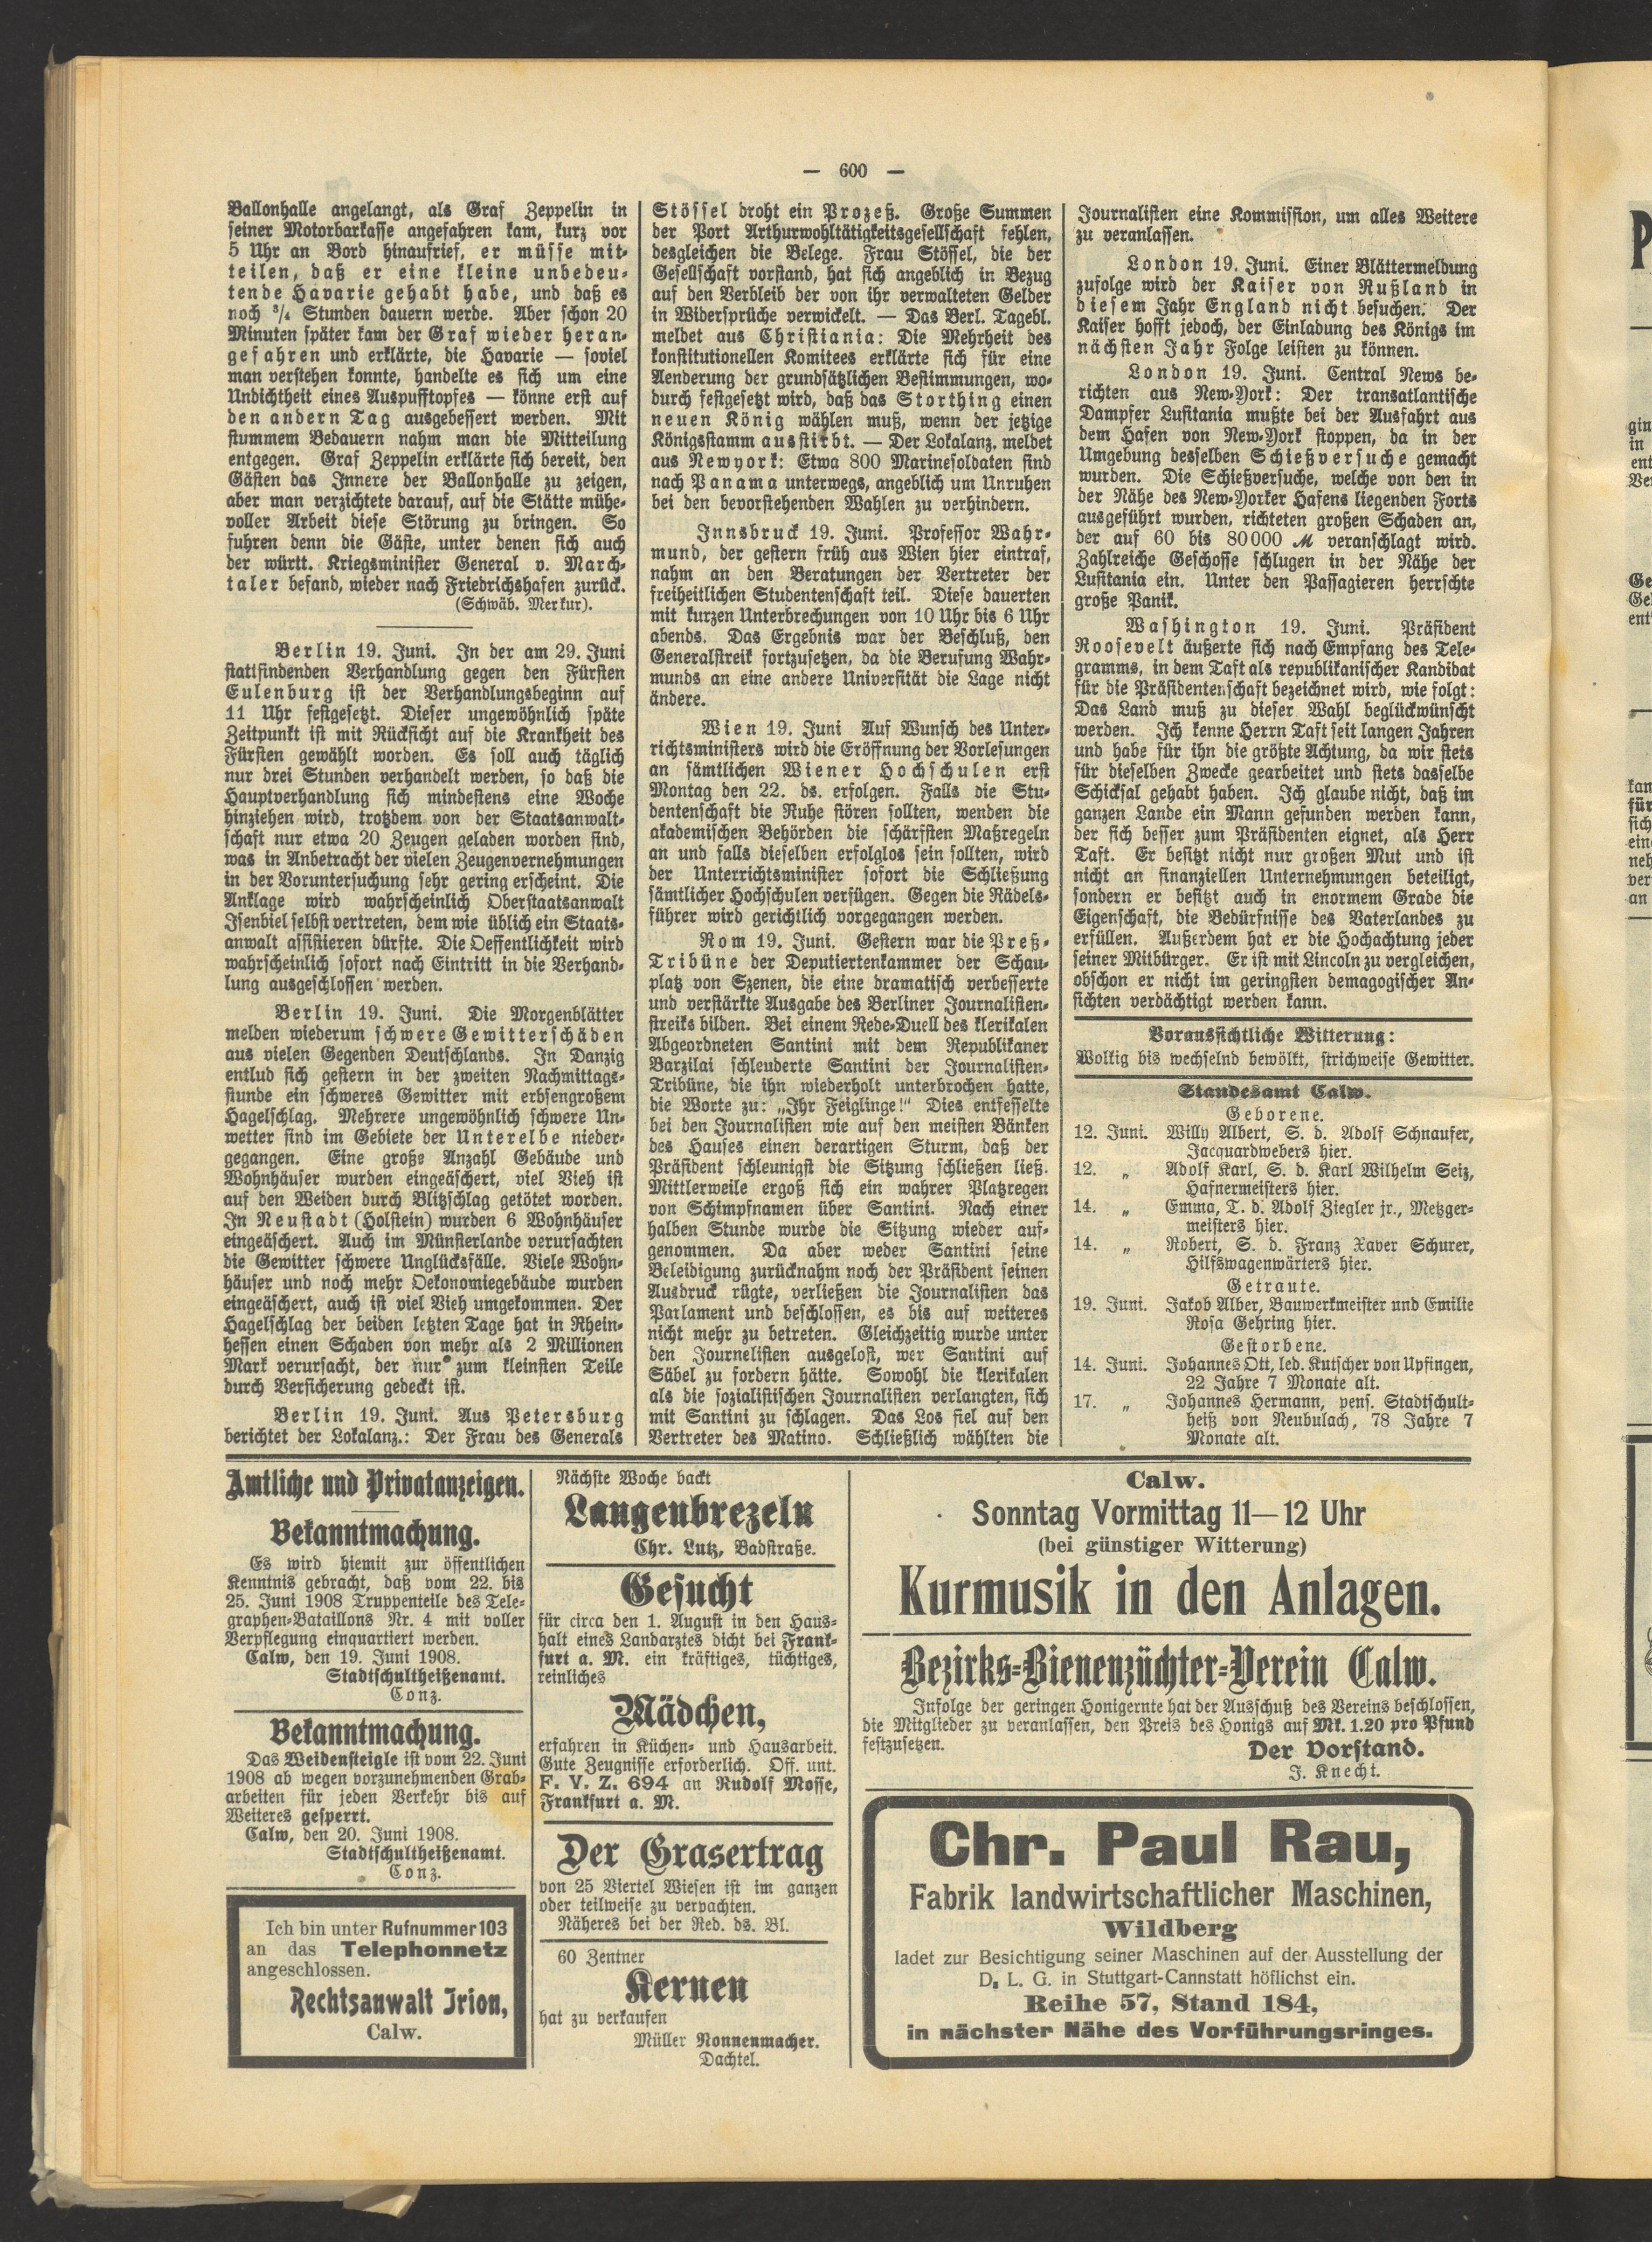 — 600 —
Ballonhalle angelangt, als Graf Zeppelin in
seiner Motorbarkasse angefahren kam, kurz vor
5 Uhr an Bord hinaufrief, er müsse mit-
teilen, daß er eine kleine unbedeu-
tende Havarie gehabt habe, und daß es
noch ¾ Stunden dauern werde. Aber schon 20
Minuten später kam der Graf wieder heran-
gefahren und erklärte, die Havarie — soviel
man verstehen konnte, handelte es sich um eine
Undichtheit eines Auspufftopfes — könne erst auf
den andern Tag ausgebessert werden. Mit
stummem Bedauern nahm man die Mitteilung
entgegen. Graf Zeppelin erklärte sich bereit, den
Gästen das Innere der Ballonhalle zu zeigen,
aber man verzichtete darauf, auf die Stätte mühe-
voller Arbeit diese Störung zu bringen. So
fuhren denn die Gäste, unter denen sich auch
der württ. Kriegsminister General v. March-
taler befand, wieder nach Friedrichshafen zurück.
(Schwäb. Merkur).
Berlin 19. Juni. In der am 29. Juni
stattfindenden Verhandlung gegen den Fürsten
Eulenburg ist der Verhandlungsbeginn auf
11 Uhr festgesetzt. Dieser ungewöhnlich späte
Zeitpunkt ist mit Rücksicht auf die Krankheit des
Fürsten gewählt worden. Es soll auch täglich
nur drei Stunden verhandelt werden, so daß die
Hauptverhandlung sich mindestens eine Woche
hinziehen wird, trotzdem von der Staatsanwalt-
schaft nur etwa 20 Zeugen geladen worden sind,
was in Anbetracht der vielen Zeugenvernehmungen
in der Voruntersuchung sehr gering erscheint. Die
Anklage wird wahrscheinlich Oberstaatsanwalt
Isenbiel selbst vertreten, dem wie üblich ein Staats-
anwalt assistieren dürfte. Die Oeffentlichkeit wird
wahrscheinlich sofort nach Eintritt in die Verhand-
lung ausgeschlossen werden.
Berlin 19. Juni. Die Morgenblätter
melden wiederum schwere Gewitterschäden
aus vielen Gegenden Deutschlands. In Danzig
entlud sich gestern in der zweiten Nachmittags-
stunde ein schweres Gewitter mit erbsengroßem
Hagelschlag. Mehrere ungewöhnlich schwere Un-
wetter sind im Gebiete der Unterelbe nieder-
gegangen. Eine große Anzahl Gebäude und
Wohnhäuser wurden eingeäschert, viel Vieh ist
auf den Weiden durch Blitzschlag getötet worden.
In Neustadt (Holstein) wurden 6 Wohnhäuser
eingeäschert. Auch im Münsterlande verursachten
die Gewitter schwere Unglücksfälle. Viele Wohn-
häuser und noch mehr Oekonomiegebäude wurden
eingeäschert, auch ist viel Vieh umgekommen. Der
Hagelschlag der beiden letzten Tage hat in Rhein-
hessen einen Schaden von mehr als 2 Millionen
Mark verursacht, der nur zum kleinsten Teile
durch Versicherung gedeckt ist.
Berlin 19. Juni. Aus Petersburg
berichtet der Lokalanz.: Der Frau des Generals
Stössel droht ein Prozeß. Große Summen
der Port Arthurwohltätigkeitsgesellschaft fehlen,
desgleichen die Belege. Frau Stössel, die der
Gesellschaft vorstand, hat sich angeblich in Bezug
auf den Verbleib der von ihr verwalteten Gelder
in Widersprüche verwickelt. — Das Berl. Tagebl.
meldet aus Christiania: Die Mehrheit des
konstitutionellen Komitees erklärte sich für eine
Aenderung der grundsätzlichen Bestimmungen, wo-
durch festgesetzt wird, daß das Storthing einen
neuen König wählen muß, wenn der jetzige
Königsstamm ausstirbt. — Der Lokalanz. meldet
aus Newyork: Etwa 800 Marinesoldaten sind
nach Panama unterwegs, angeblich um Unruhen
bei den bevorstehenden Wahlen zu verhindern.
Innsbruck 19. Juni. Professor Wahr-
mund, der gestern früh aus Wien hier eintraf,
nahm an den Beratungen der Vertreter der
freiheitlichen Studentenschaft teil. Diese dauerten
mit kurzen Unterbrechungen von 10 Uhr bis 6 Uhr
abends. Das Ergebnis war der Beschluß, den
Generalstreik fortzusetzen, da die Berufung Wahr-
munds an eine andere Universität die Lage nicht
ändere.
Wien 19. Juni Auf Wunsch des Unter-
richtsministers wird die Eröffnung der Vorlesungen
an sämtlichen Wiener Hochschulen erst
Montag den 22. ds. erfolgen. Falls die Stu-
dentenschaft die Ruhe stören sollten, wenden die
akademischen Behörden die schärfsten Maßregeln
an und falls dieselben erfolglos sein sollten, wird
der Unterrichtsminister sofort die Schließung
sämtlicher Hochschulen verfügen. Gegen die Rädels-
führer wird gerichtlich vorgegangen werden.
Rom 19. Juni. Gestern war die Preß-
Tribüne der Deputiertenkammer der Schau-
platz von Szenen, die eine dramatisch verbesserte
und verstärkte Ausgabe des Berliner Journalisten-
streiks bilden. Bei einem Rede-Duell des klerikalen
Abgeordneten Santini mit dem Republikaner
Barzilai schleuderte Santini der Journalisten-
Tribüne, die ihn wiederholt unterbrochen hatte,
die Worte zu: „Ihr Feiglinge!" Dies entfesselte
bei den Journalisten wie auf den meisten Bänken
des Hauses einen derartigen Sturm, daß der
Präsident schleunigst die Sitzung schließen ließ.
Mittlerweile ergoß sich ein wahrer Platzregen
von Schimpfnamen über Santini. Nach einer
halben Stunde wurde die Sitzung wieder auf-
genommen. Da aber weder Santini seine
Beleidigung zurücknahm noch der Präsident seinen
Ausdruck rügte, verließen die Journalisten das
Parlament und beschlossen, es bis auf weiteres
nicht mehr zu betreten. Gleichzeitig wurde unter
den Journelisten ausgelost, wer Santini auf
Säbel zu fordern hätte. Sowohl die klerikalen
als die sozialistischen Journalisten verlangten, sich
mit Santini zu schlagen. Das Los fiel auf den
Vertreter des Matino. Schließlich wählten die
Journalisten eine Kommission, um alles Weitere
zu veranlassen.
London 19. Juni. Einer Blättermeldung
zufolge wird der Kaiser von Rußland in
diesem Jahr England nicht besuchen. Der
Kaiser hofft jedoch, der Einladung des Königs im
nächsten Jahr Folge leisten zu können.
London 19. Juni. Central News be-
richten aus New-York: Der transatlantische
Dampfer Lusitania mußte bei der Ausfahrt aus
dem Hafen von New-York stoppen, da in der
Umgebung desselben Schießversuche gemacht
wurden. Die Schießversuche, welche von den in
der Nähe des New-Yorker Hafens liegenden Forts
ausgeführt wurden, richteten großen Schaden an,
der auf 60 bis 80000 M veranschlagt wird.
Zahlreiche Geschosse schlugen in der Nähe der
Lusitania ein. Unter den Passagieren herrschte
große Panik.
Washington 19. Juni. Präsident
Roosevelt äußerte sich nach Empfang des Tele-
gramms, in dem Taft als republikanischer Kandidat
für die Präsidentenschaft bezeichnet wird, wie folgt:
Das Land muß zu dieser Wahl beglückwünscht
werden. Ich kenne Herrn Taft seit langen Jahren
und habe für ihn die größte Achtung, da wir stets
für dieselben Zwecke gearbeitet und stets dasselbe
Schicksal gehabt haben. Ich glaube nicht, daß im
ganzen Lande ein Mann gefunden werden kann,
der sich besser zum Präsidenten eignet, als Herr
Taft. Er besitzt nicht nur großen Mut und ist
nicht an finanziellen Unternehmungen beteiligt,
sondern er besitzt auch in enormem Grade die
Eigenschaft, die Bedürfnisse des Vaterlandes zu
erfüllen. Außerdem hat er die Hochachtung jeder
seiner Mitbürger. Er ist mit Lincoln zu vergleichen,
obschon er nicht im geringsten demagogischer An-
sichten verdächtigt werden kann.
Voraussichtliche Witterung:
Wolkig bis wechselnd bewölkt, strichweise Gewitter.
Standesamt Calw.
Geborene.
12. Juni. Willy Albert, S. d. Adolf Schnaufer,
Jacquardwebers hier.
12. „ Adolf Karl, S. d. Karl Wilhelm Seiz,
Hafnermeisters hier.
14. „ Emma, T. d. Adolf Ziegler jr., Metzger-
meisters hier.
14. „ Robert, S. d. Franz Xaver Schurer,
Hilfswagenwärters hier.
Getraute.
19. Juni. Jakob Alber, Bauwerkmeister und Emilie
Rosa Gehring hier.
Gestorbene.
14. Juni. Johannes Ott, led. Kutscher von Upfingen,
22 Jahre 7 Monate alt.
17. „ Johannes Hermann, pens. Stadtschult-
heiß von Neubulach, 78 Jahre 7
Monate alt.
Amtliche und Privatanzeigen.
Bekanntmachung.
Es wird hiemit zur öffentlichen
Kenntnis gebracht, daß vom 22. bis
25. Juni 1908 Truppenteile des Tele-
graphen-Bataillons Nr. 4 mit voller
Verpflegung einquartiert werden.
Calw, den 19. Juni 1908.
Stadtschultheißenamt.
Conz.
Bekanntmachung.
Das Weidensteigle ist vom 22. Juni
1908 ab wegen vorzunehmenden Grab-
arbeiten für jeden Verkehr bis auf
Weiteres gesperrt.
Calw, den 20. Juni 1908.
Stadtschultheißenamt.
Conz.
Ich bin unter Rufnummer 103
an das Telephonnetz
angeschlossen.
Rechtsanwalt Irion,
Calw.
Nächste Woche backt
Langenbrezeln
Chr. Lutz, Badstraße.
Gesucht
für circa den 1. August in den Haus-
halt eines Landarztes dicht bei Frank-
furt a. M. ein kräftiges, tüchtiges,
reinliches
Mädchen,
erfahren in Küchen- und Hausarbeit.
Gute Zeugnisse erforderlich. Off. unt.
F. V. Z. 694 an Rudolf Mosse,
Frankfurt a. M.
Der Grasertrag
von 25 Viertel Wiesen ist im ganzen
oder teilweise zu verpachten.
Näheres bei der Red. ds. Bl.
60 Zentner
Kernen
hat zu verkaufen
Müller Nonnenmacher.
Dachtel.
Calw.
Sonntag Vormittag 11—12 Uhr
(bei günstiger Witterung)
Kurmusik in den Anlagen.
Bezirks-Bienenzüchter-Verein Calw.
Infolge der geringen Honigernte hat der Ausschuß des Vereins beschlossen,
die Mitglieder zu veranlassen, den Preis des Honigs auf Mk. 1.20 pro Pfund
festzusetzen.
Der Vorstand.
J. Knecht.
Chr. Paul Rau,
Fabrik landwirtschaftlicher Maschinen,
Wildberg
ladet zur Besichtigung seiner Maschinen auf der Ausstellung der
D. L. G. in Stuttgart-Cannstatt höflichst ein.
Reihe 57, Stand 184,
in nächster Nähe des Vorführungsringes.